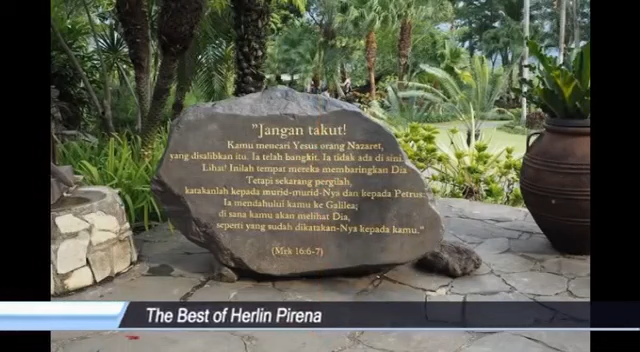 "Jangan takut!
Kamu mencari Yesus orang Nazaret,
yang disalibkan itu. Ia telah bangkit. Ia tidak ada di sini.
Lihat! Inilah tempat mereka membaringkan Dia
Tetapi sekarang pergilah,
katakanlah kepada murid-murid-Nya dan kepada Petrus:
Ia mendahului kamu ke Galilea;
di sana kamu akan melihat Dia,
seperti yang sudah dikatakan-Nya kepada kamu."
(Mrk 16:6-7)
The Best of Herlin Pirena